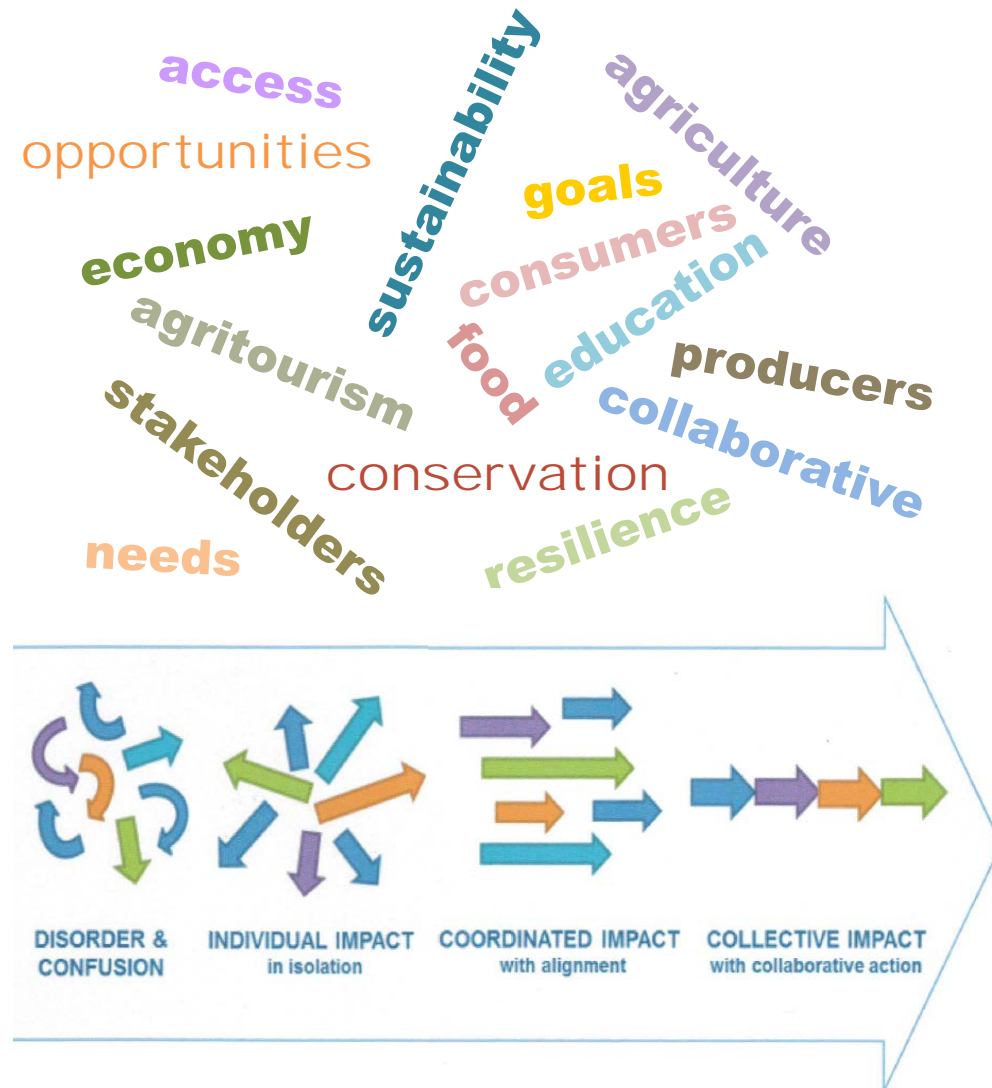 access
sustainability
agriculture
opportunities
goals
economy
consumers
education
agritourism
food
producers
stakeholders
collaborative
conservation
resilience
needs
DISORDER &
CONFUSION
INDIVIDUAL IMPACT
in isolation
COORDINATED IMPACT
with alignment
COLLECTIVE IMPACT
with collaborative action